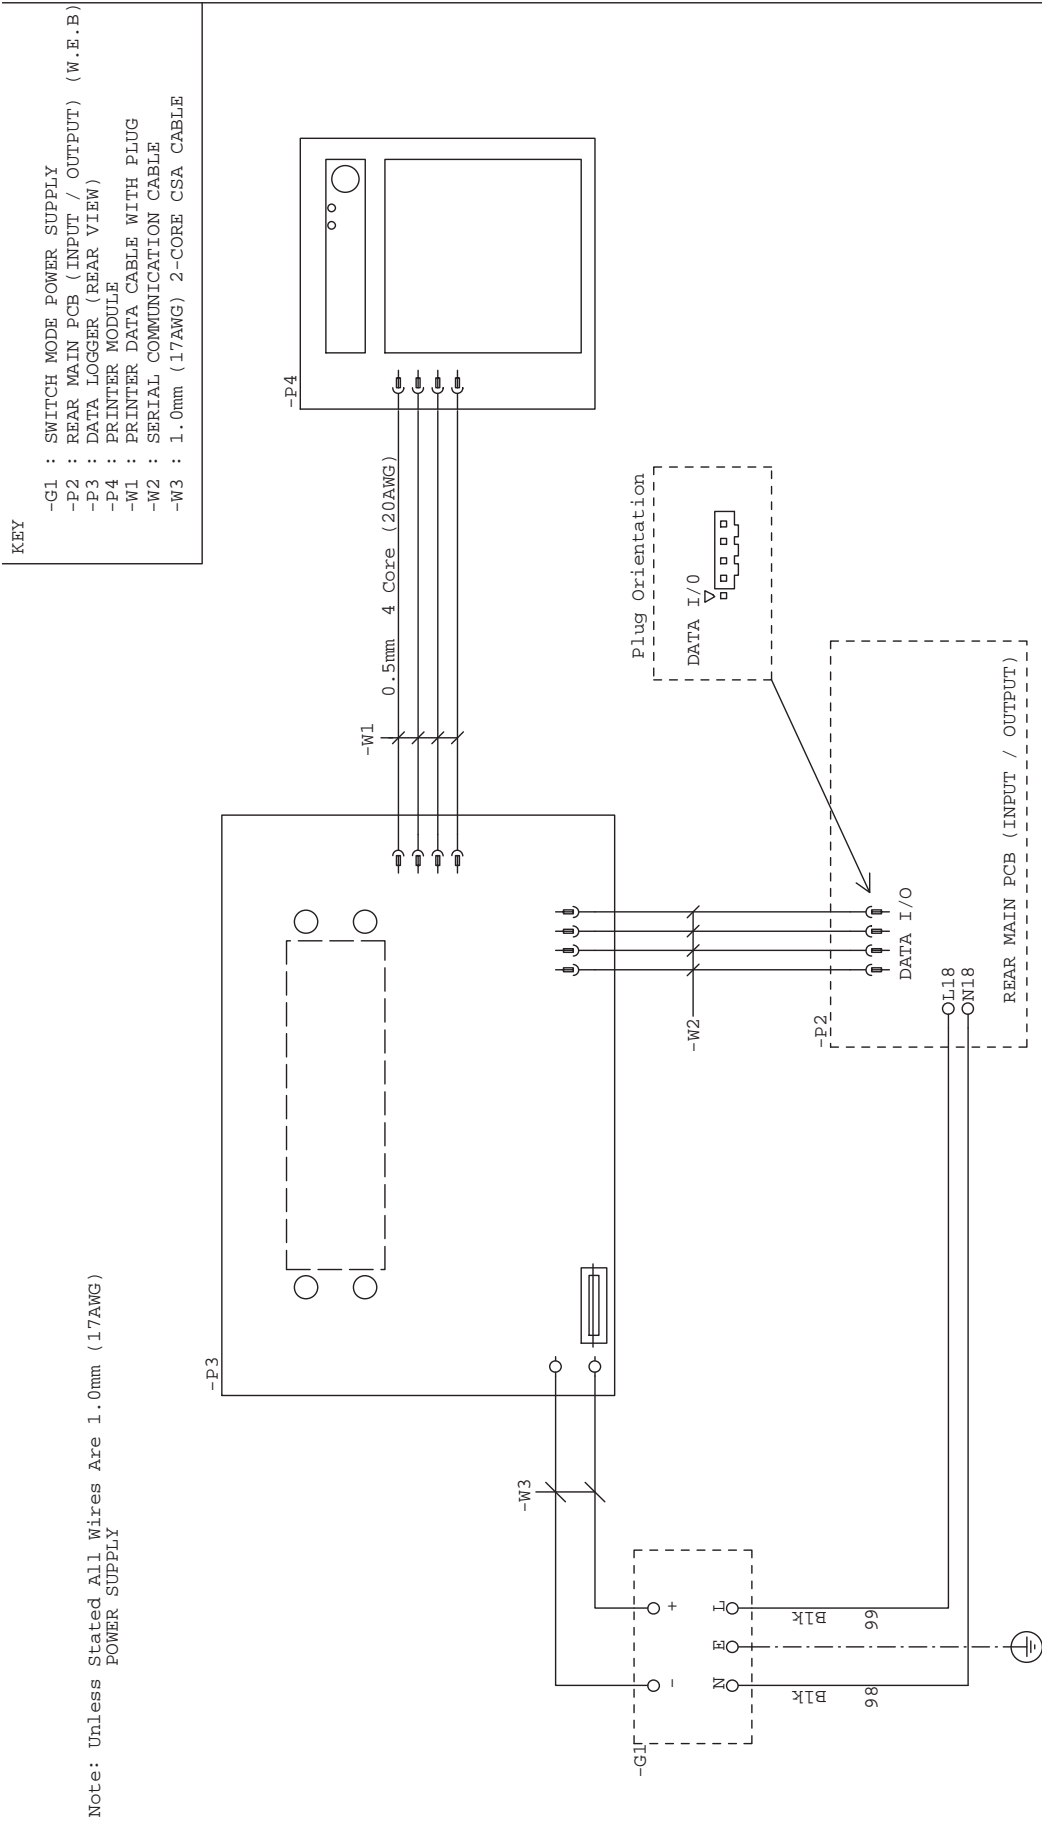 KEY
-G1 : SWITCH MODE POWER SUPPLY
-P2 : REAR MAIN PCB (INPUT / OUTPUT) (W.E.B)
-P3 : DATA LOGGER (REAR VIEW)
-P4 : PRINTER MODULE
-W1 : PRINTER DATA CABLE WITH PLUG
-W2 : SERIAL COMMUNICATION CABLE
-W3 : 1.0mm (17AWG) 2-CORE CSA CABLE
Note: Unless Stated All Wires Are 1.0mm (17AWG)
POWER SUPPLY
-P3
-P4
-W1
0.5mm 4 Core (20AWG)
-W3
-W2
Plug Orientation
DATA I/O
-G1
- +
N E L
Blk
98
Blk
99
-P2
DATA I/O
L18
N18
REAR MAIN PCB (INPUT / OUTPUT)